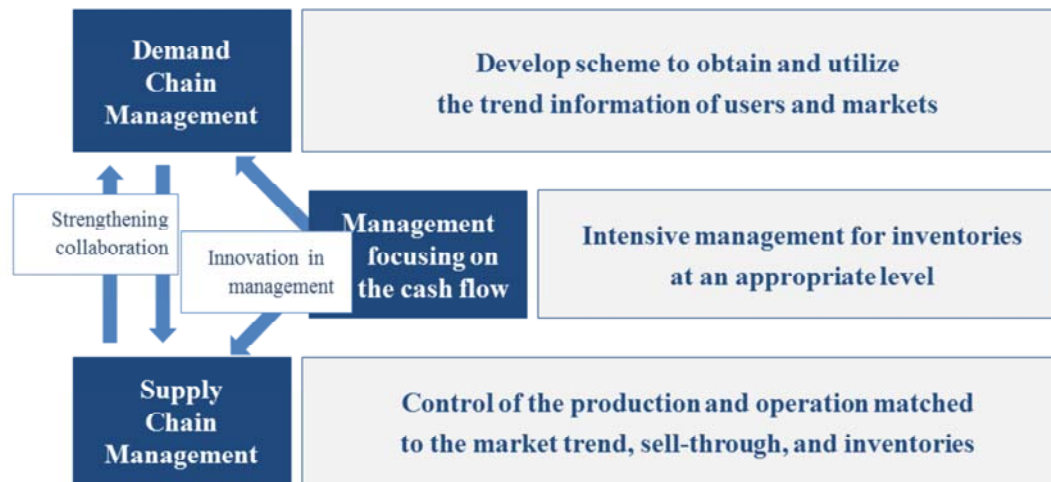 Demand
Chain
Management
Develop scheme to obtain and utilize
the trend information of users and markets
Strengthening
collaboration
Innovation in
management
Management
focusing on
the cash flow
Intensive management for inventories
at an appropriate level
Supply
Chain
Management
Control of the production and operation matched
to the market trend, sell-through, and inventories